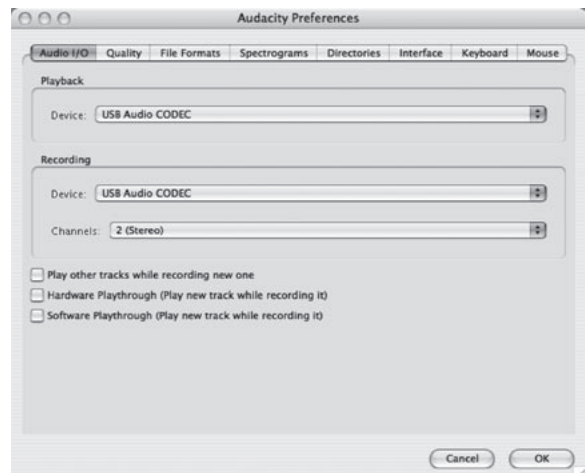 Audacity Preferences
Audio I/O Quality File Formats Spectrograms Directories Interface Keyboard Mouse
Playback
Device: USB Audio CODEC
Recording
Device: USB Audio CODEC
Channels: 2 (Stereo)
Play other tracks while recording new one
Hardware Playthrough (Play new track while recording it)
Software Playthrough (Play new track while recording it)
Cancel OK